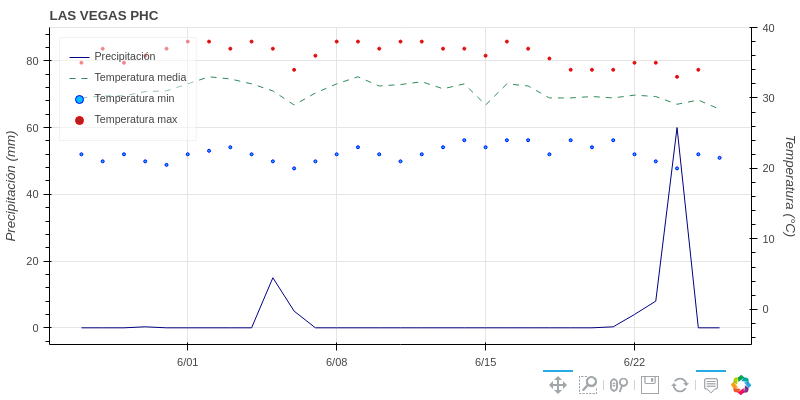 LAS VEGAS PHC
Precipitación
Temperatura media
Temperatura min
Temperatura max
Precipitación (mm)
80
60
40
20
0
40
30
20
10
0
Temperatura (°C)
6/01
6/08
6/15
6/22